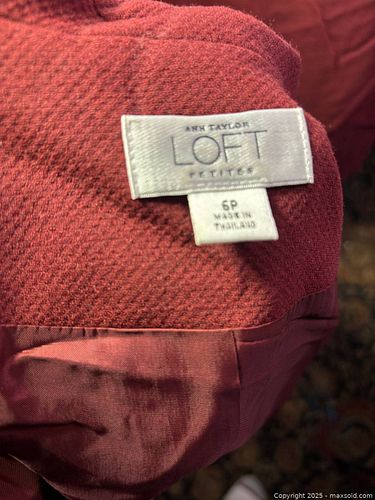 ANN TAYLOR
LOFT
PETITES
6P
MADE IN
THAILAND
Copyright 2025 - maxsold.com